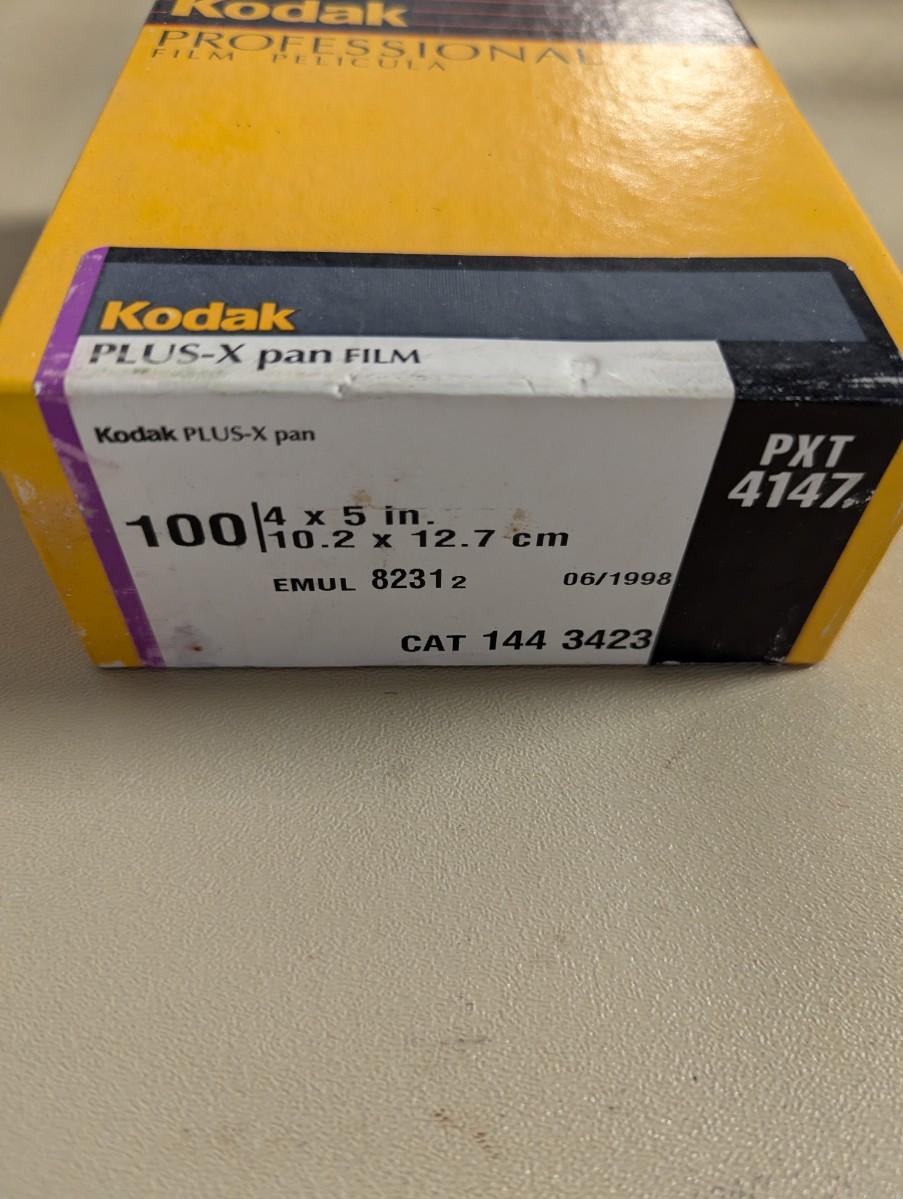 Kodak
PROFESSIONAL
FILM PELICULA
Kodak
PLUS-X pan FILM
Kodak PLUS-X pan
PXT
4147
100 4 x 5 in.
10.2 x 12.7 cm
EMUL 8231 2 06/1998
CAT 144 3423